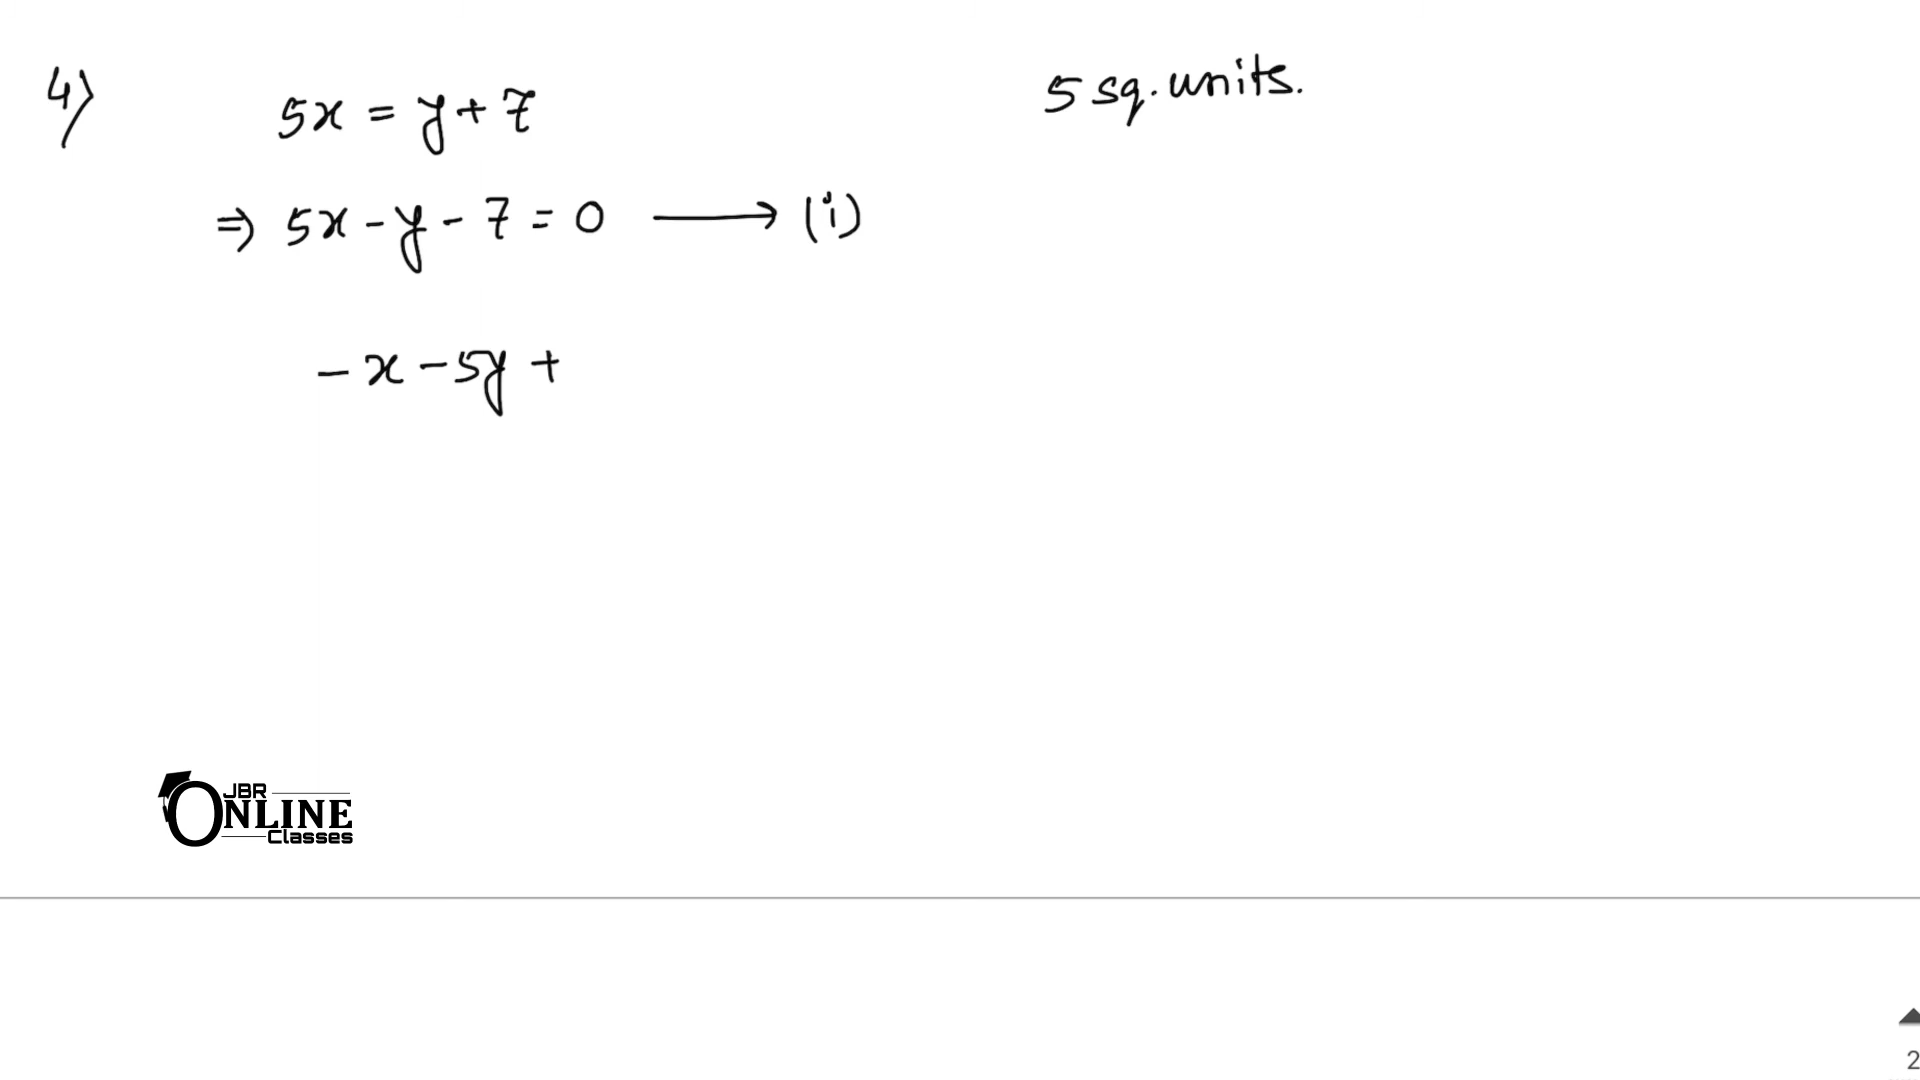 4) 5x = y + 7
5 sq. units.
⇒ 5x - y - 7 = 0 ⟶ (i)
- x - 5y +
JBR
ONLINE
Classes
2